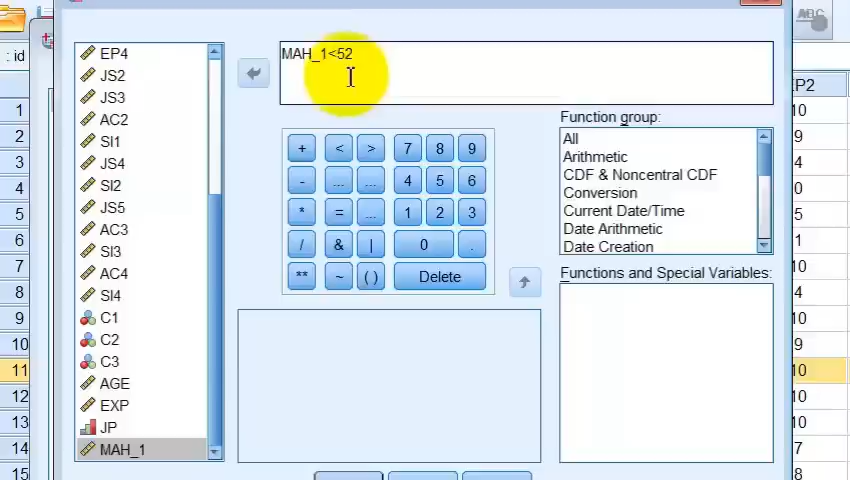 ABC
: id
MAH_1<52
EP4
JS2
JS3
AC2
SI1
JS4
SI2
JS5
AC3
SI3
AC4
SI4
C1
C2
C3
AGE
EXP
JP
MAH_1
+ < > 7 8 9
- ... ... 4 5 6
* = ... 1 2 3
/ & | 0 .
** ~ ( ) Delete
Function group:
All
Arithmetic
CDF & Noncentral CDF
Conversion
Current Date/Time
Date Arithmetic
Date Creation
Functions and Special Variables:
1
2
3
4
5
6
7
8
9
10
11
12
13
14
15
EP2
10
9
4
0
5
1
10
4
10
9
10
10
10
7
8